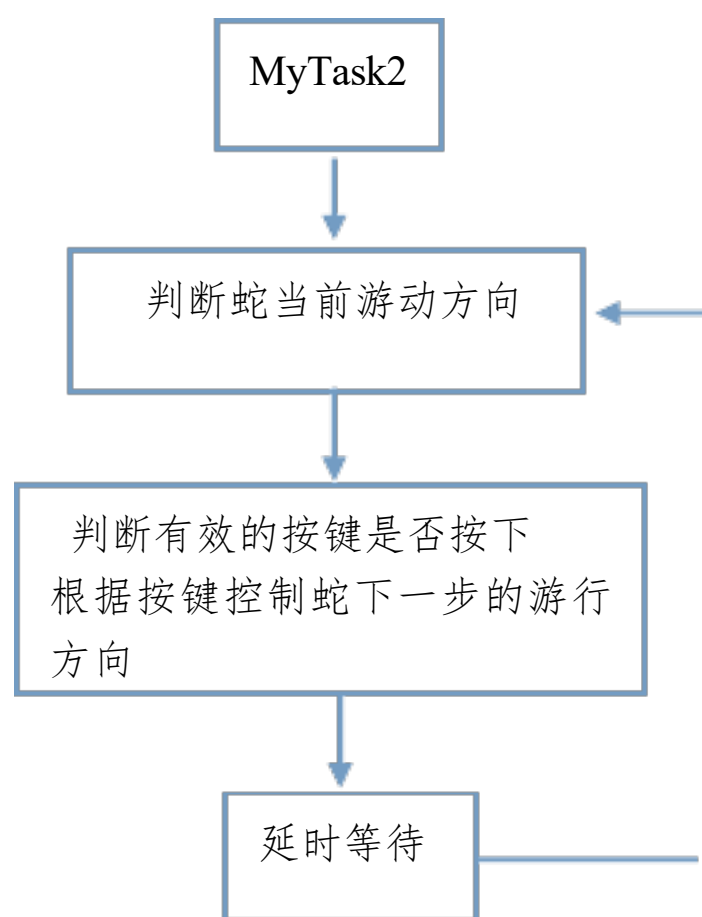 MyTask2
判断蛇当前游动方向
判断有效的按键是否按下
根据按键控制蛇下一步的游行
方向
延时等待